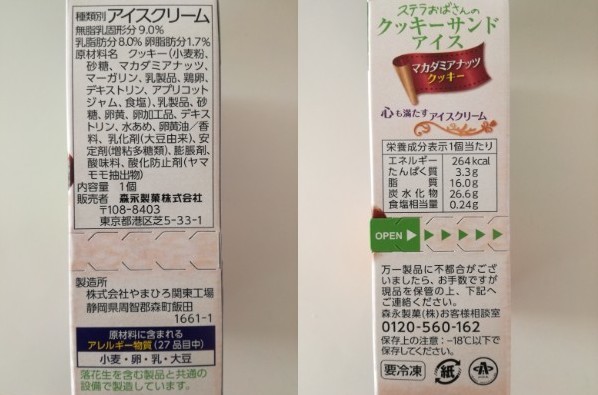 種類別 アイスクリーム
無脂乳固形分 9.0%
乳脂肪分 8.0% 卵脂肪分1.7%
原材料名 クッキー(小麦粉、
砂糖、マカダミアナッツ、
マーガリン、乳製品、鶏卵、
デキストリン、アプリコット
ジャム、食塩)、乳製品、砂
糖、卵黄、卵加工品、デキス
トリン、水あめ、卵黄油／香
料、乳化剤(大豆由来)、安
定剤(増粘多糖類)、膨脹剤、
酸味料、酸化防止剤(ヤマ
モモ抽出物)
内容量 1個
販売者 森永製菓株式会社
〒108-8403
東京都港区芝5-33-1
製造所
株式会社やまひろ関東工場
静岡県周智郡森町飯田
1661-1
原材料に含まれる
アレルギー物質(27品目中)
小麦・卵・乳・大豆
落花生を含む製品と共通の
設備で製造しています。
ステラおばさんの
クッキーサンド
アイス
マカダミアナッツ
クッキー
心も満たすアイスクリーム
栄養成分表示1個当たり
エネルギー 264kcal
たんぱく質 3.3g
脂質 16.0g
炭水化物 26.6g
食塩相当量 0.24g
OPEN
万一製品に不都合がござ
いましたら、お手数ですが
現品を保管の上、下記へ
ご連絡ください。
森永製菓(株)お客様相談室
0120-560-162
保存上の注意：-18℃以下で
保存してください。
要冷凍 紙